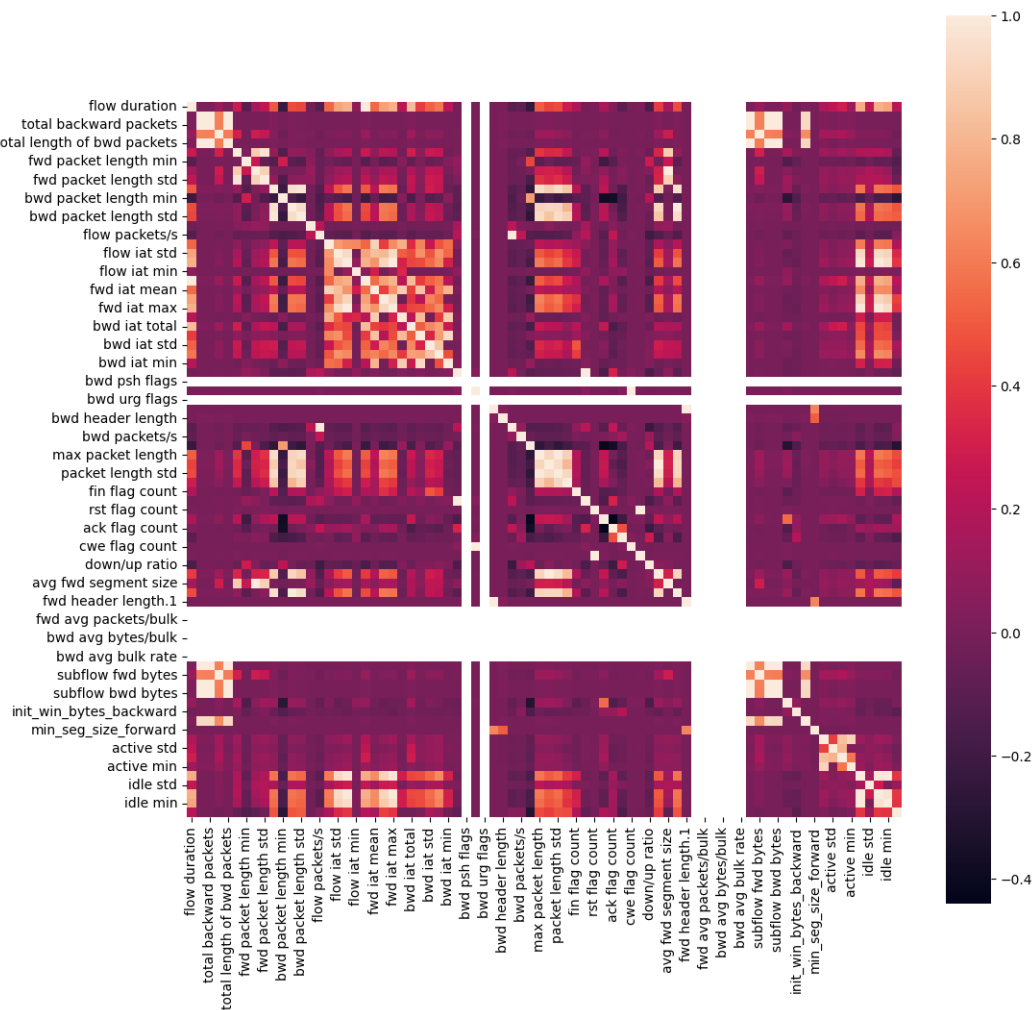 flow duration
total backward packets
otal length of bwd packets
fwd packet length min
fwd packet length std
bwd packet length min
bwd packet length std
flow packets/s
flow iat std
flow iat min
fwd iat mean
fwd iat max
bwd iat total
bwd iat std
bwd iat min
bwd psh flags
bwd urg flags
bwd header length
bwd packets/s
max packet length
packet length std
fin flag count
rst flag count
ack flag count
cwe flag count
down/up ratio
avg fwd segment size
fwd header length.1
fwd avg packets/bulk
bwd avg bytes/bulk
bwd avg bulk rate
subflow fwd bytes
subflow bwd bytes
init_win_bytes_backward
min_seg_size_forward
active std
active min
idle std
idle min
flow duration
total backward packets
total length of bwd packets
fwd packet length min
fwd packet length std
bwd packet length min
bwd packet length std
flow packets/s
flow iat std
flow iat min
fwd iat mean
fwd iat max
bwd iat total
bwd iat std
bwd iat min
bwd psh flags
bwd urg flags
bwd header length
bwd packets/s
max packet length
packet length std
fin flag count
rst flag count
ack flag count
cwe flag count
down/up ratio
avg fwd segment size
fwd header length.1
fwd avg packets/bulk
bwd avg bytes/bulk
bwd avg bulk rate
subflow fwd bytes
subflow bwd bytes
init_win_bytes_backward
min_seg_size_forward
active std
active min
idle std
idle min
1.0
0.8
0.6
0.4
0.2
0.0
−0.2
−0.4